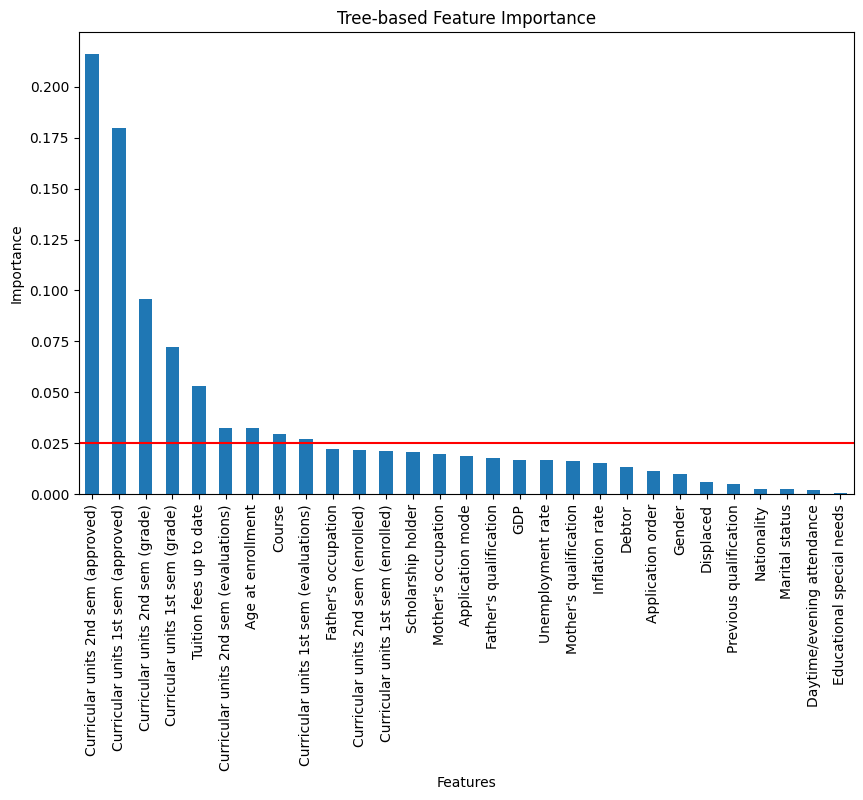 Tree-based Feature Importance
Importance
0.200
0.175
0.150
0.125
0.100
0.075
0.050
0.025
0.000
Curricular units 2nd sem (approved)
Curricular units 1st sem (approved)
Curricular units 2nd sem (grade)
Curricular units 1st sem (grade)
Tuition fees up to date
Curricular units 2nd sem (evaluations)
Age at enrollment
Course
Curricular units 1st sem (evaluations)
Father's occupation
Curricular units 2nd sem (enrolled)
Curricular units 1st sem (enrolled)
Scholarship holder
Mother's occupation
Application mode
Father's qualification
GDP
Unemployment rate
Mother's qualification
Inflation rate
Debtor
Application order
Gender
Displaced
Previous qualification
Nationality
Marital status
Daytime/evening attendance
Educational special needs
Features